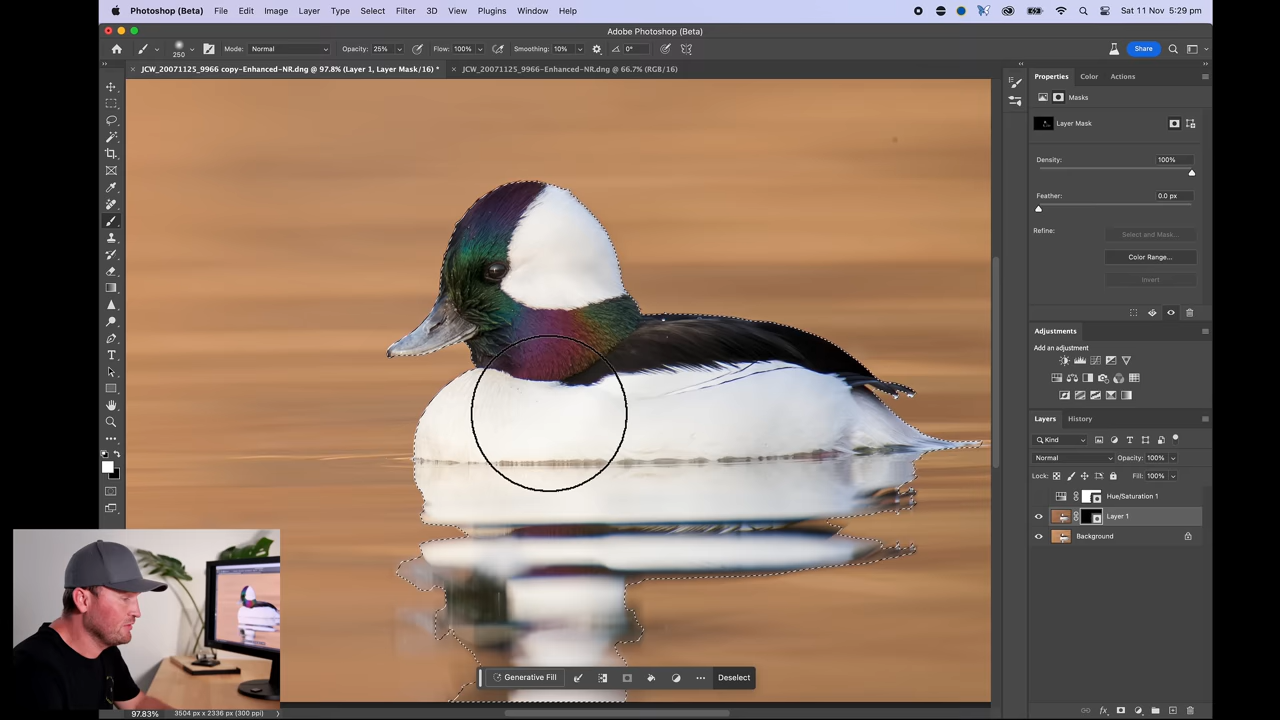 Photoshop (Beta) File Edit Image Layer Type Select Filter 3D View Plugins Window Help Sat 11 Nov 5:29 pm
Adobe Photoshop (Beta)
250 Mode: Normal Opacity: 25% Flow: 100% Smoothing: 10% 0° Share
JCW_20071125_9966 copy-Enhanced-NR.dng @ 97.8% (Layer 1, Layer Mask/16) * JCW_20071125_9966-Enhanced-NR.dng @ 66.7% (RGB/16)
Properties Color Actions
Masks
Layer Mask
Density: 100%
Feather: 0.0 px
Refine: Select and Mask...
Color Range...
Invert
Adjustments
Add an adjustment
Layers History
Kind
Normal Opacity: 100%
Lock: Fill: 100%
Hue/Saturation 1
Layer 1
Background
Generative Fill Deselect
97.83% 3504 px x 2336 px (300 ppi)